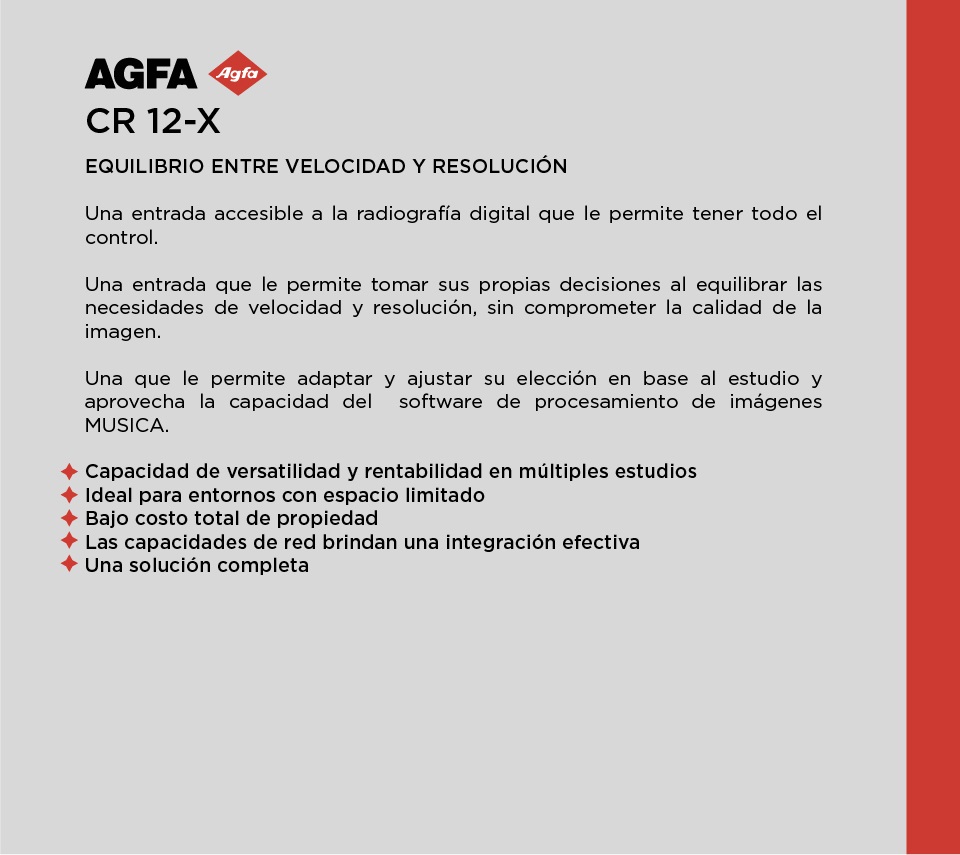 AGFA Agfa
CR 12-X
EQUILIBRIO ENTRE VELOCIDAD Y RESOLUCIÓN
Una entrada accesible a la radiografía digital que le permite tener todo el
control.
Una entrada que le permite tomar sus propias decisiones al equilibrar las
necesidades de velocidad y resolución, sin comprometer la calidad de la
imagen.
Una que le permite adaptar y ajustar su elección en base al estudio y
aprovecha la capacidad del software de procesamiento de imágenes
MUSICA.
Capacidad de versatilidad y rentabilidad en múltiples estudios
Ideal para entornos con espacio limitado
Bajo costo total de propiedad
Las capacidades de red brindan una integración efectiva
Una solución completa